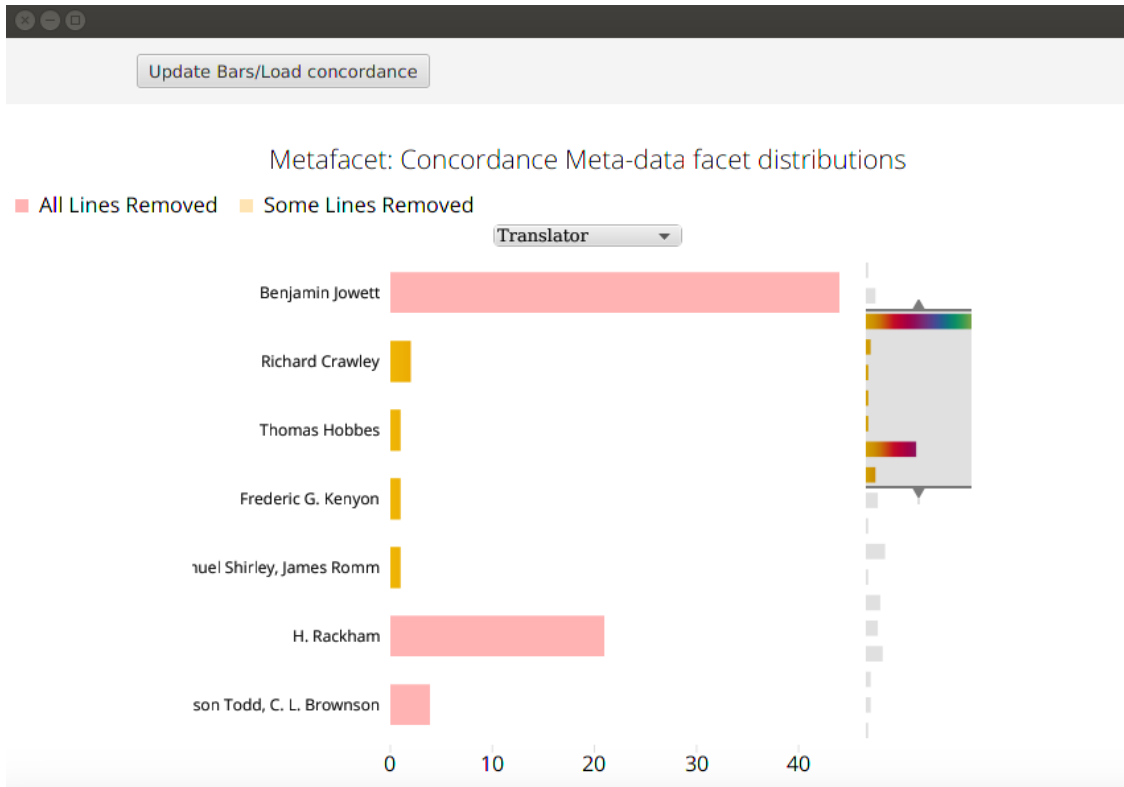 Update Bars/Load concordance
Metafacet: Concordance Meta-data facet distributions
All Lines Removed
Some Lines Removed
Translator
Benjamin Jowett
Richard Crawley
Thomas Hobbes
Frederic G. Kenyon
uel Shirley, James Romm
H. Rackham
son Todd, C. L. Brownson
0 10 20 30 40